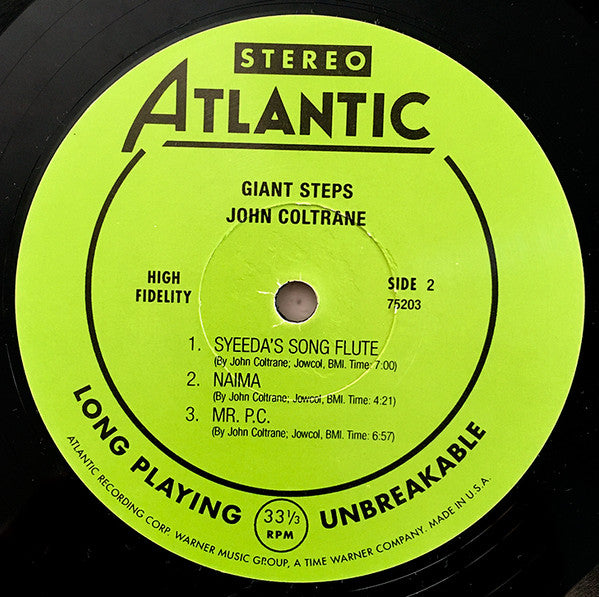 STEREO
ATLANTIC
GIANT STEPS
JOHN COLTRANE
HIGH
FIDELITY
SIDE 2
75203
1. SYEEDA'S SONG FLUTE
(By John Coltrane; Jowcol, BMI. Time: 7:00)
2. NAIMA
(By John Coltrane; Jowcol, BMI. Time: 4:21)
3. MR. P.C.
(By John Coltrane; Jowcol, BMI. Time: 6:57)
LONG PLAYING
33⅓
RPM
UNBREAKABLE
ATLANTIC RECORDING CORP. WARNER MUSIC GROUP, A TIME WARNER COMPANY. MADE IN U.S.A.